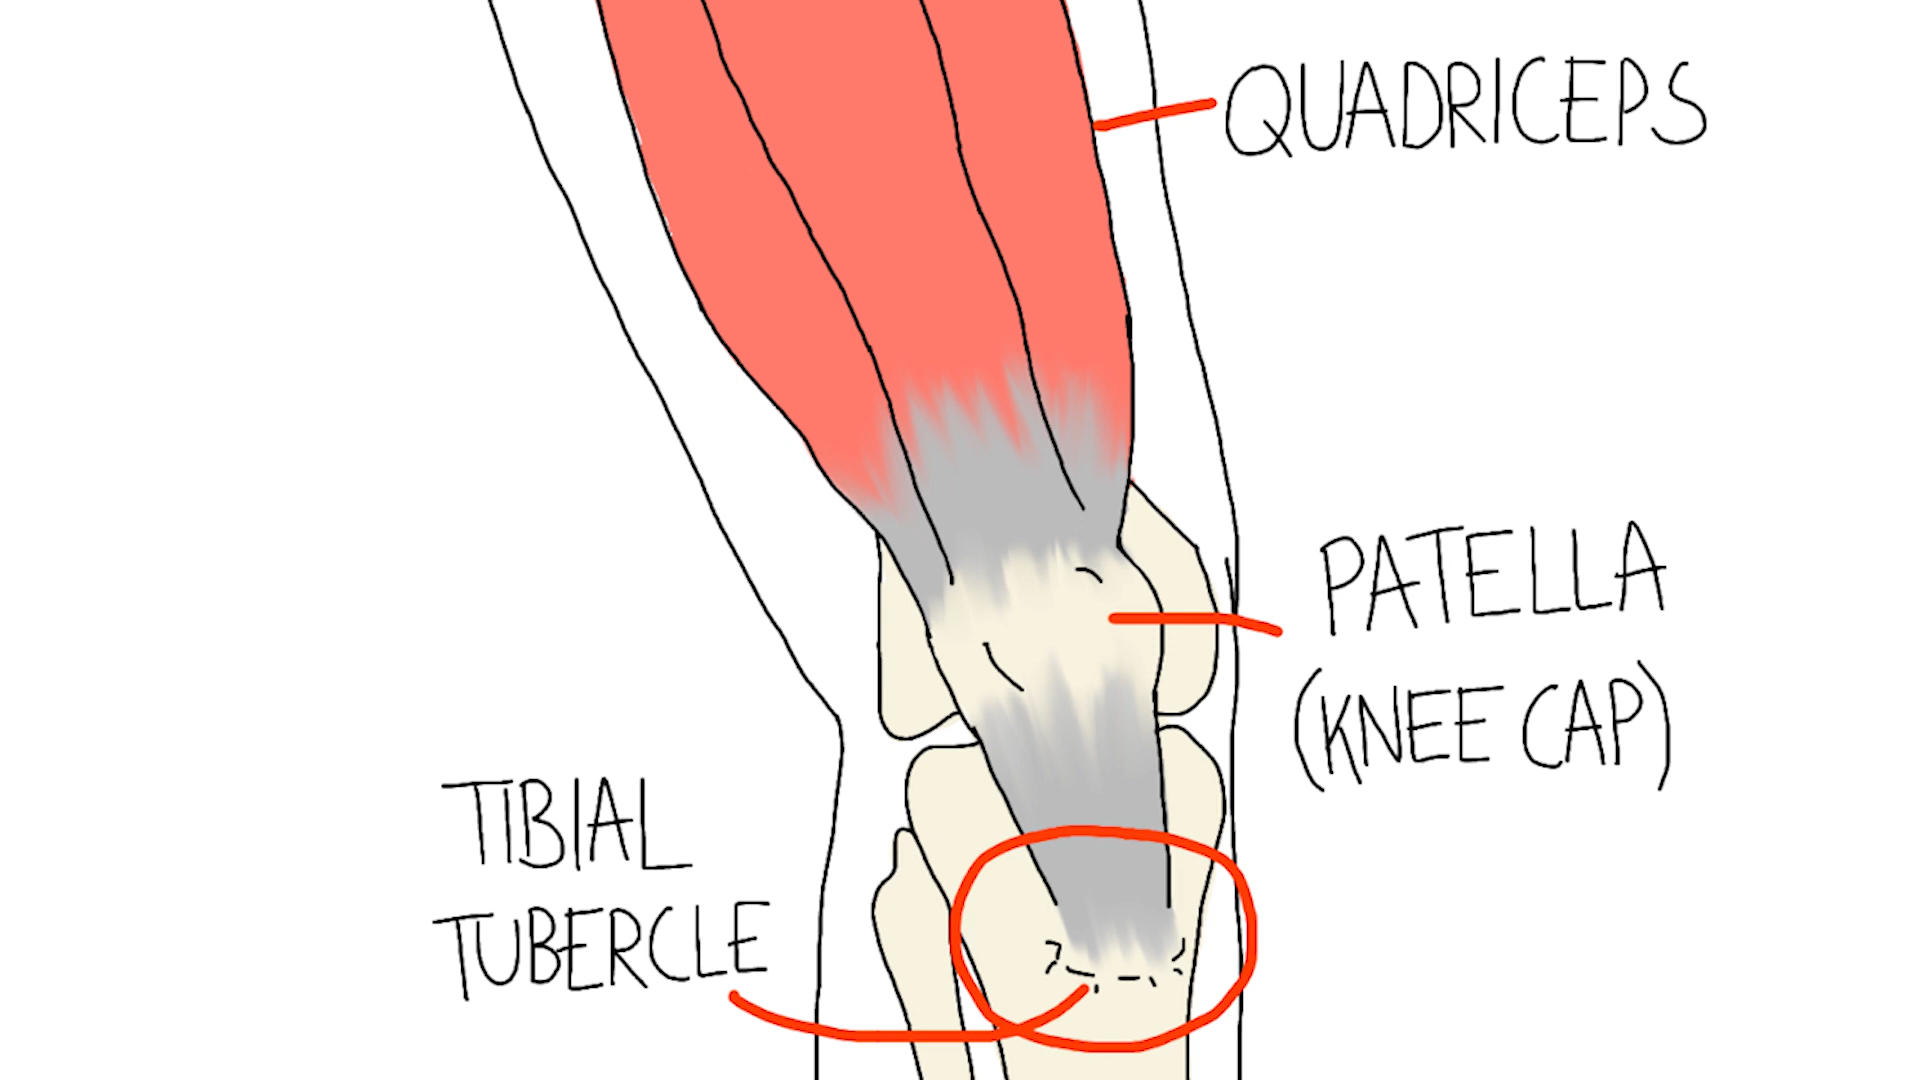 QUADRICEPS
PATELLA
(KNEE CAP)
TIBIAL
TUBERCLE